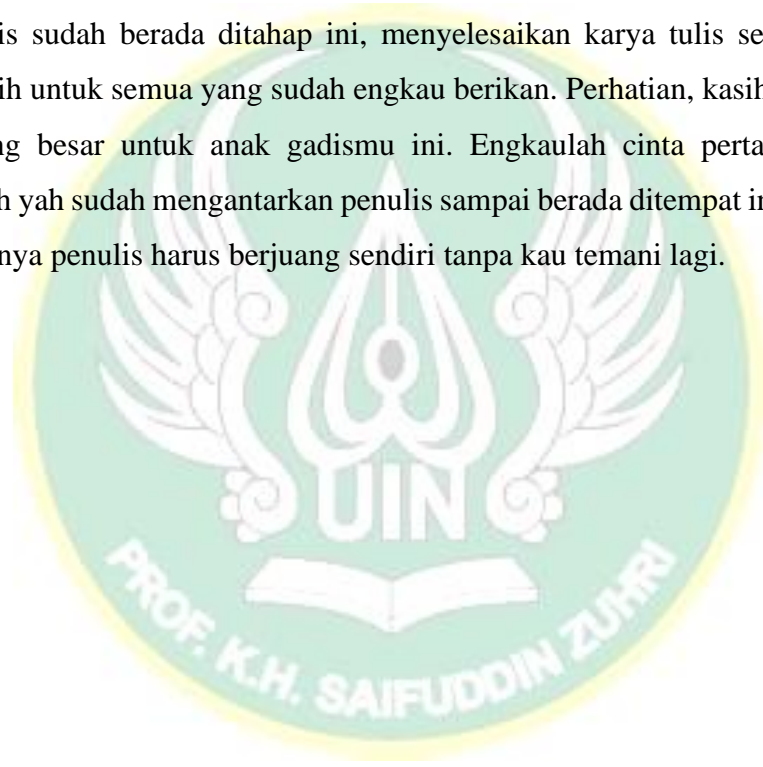 is sudah berada ditahap ini, menyelesaikan karya tulis se
ih untuk semua yang sudah engkau berikan. Perhatian, kasih
ng besar untuk anak gadismu ini. Engkaulah cinta perta
h yah sudah mengantarkan penulis sampai berada ditempat in
nya penulis harus berjuang sendiri tanpa kau temani lagi.
UIN
PROF. K.H. SAIFUDDIN ZUHRI